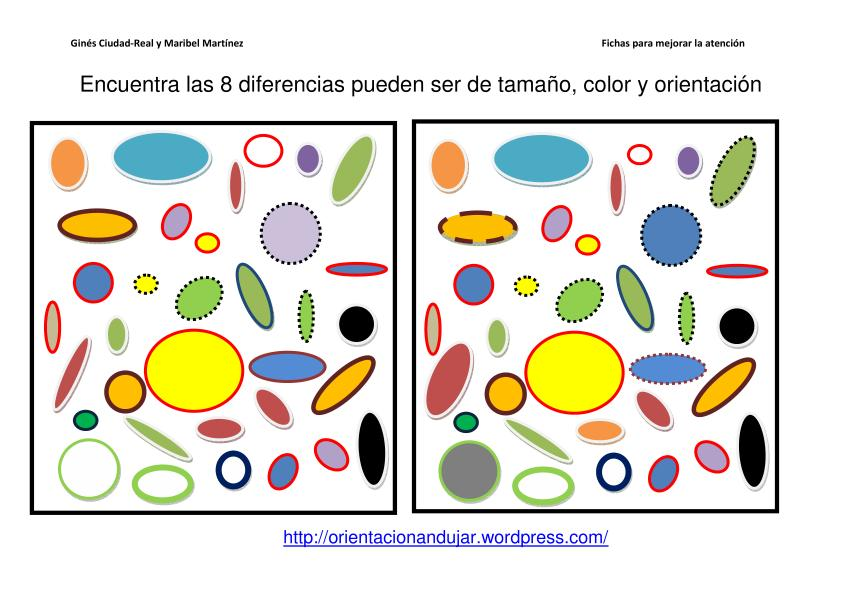 Ginés Ciudad-Real y Maribel Martínez
Fichas para mejorar la atención
Encuentra las 8 diferencias pueden ser de tamaño, color y orientación
http://orientacionandujar.wordpress.com/